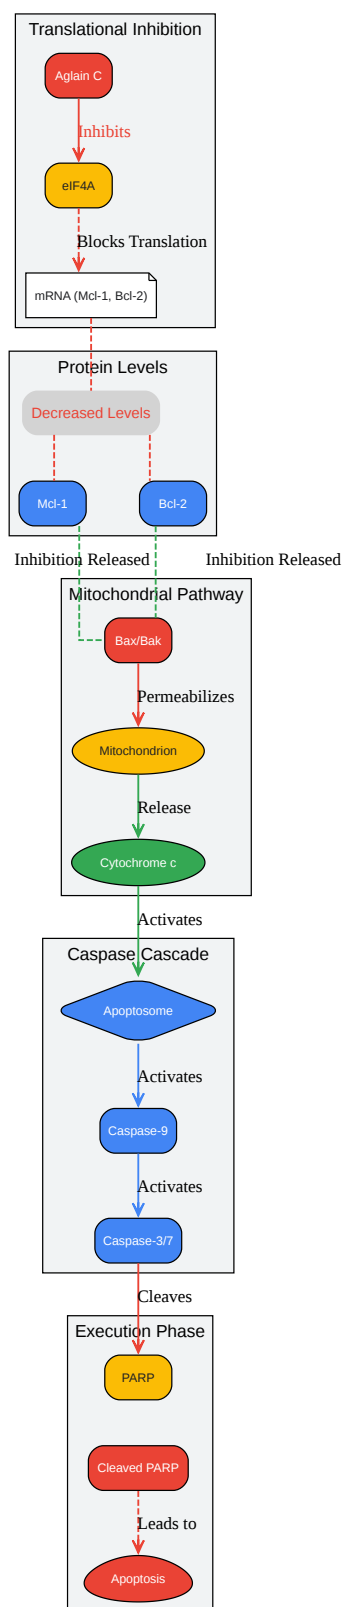 Translational Inhibition
Aglain C
Inhibits
eIF4A
Blocks Translation
mRNA (Mcl-1, Bcl-2)
Protein Levels
Decreased Levels
Mcl-1
Bcl-2
Inhibition Released
Inhibition Released
Mitochondrial Pathway
Bax/Bak
Permeabilizes
Mitochondrion
Release
Cytochrome c
Activates
Caspase Cascade
Apoptosome
Activates
Caspase-9
Activates
Caspase-3/7
Cleaves
Execution Phase
PARP
Cleaved PARP
Leads to
Apoptosis